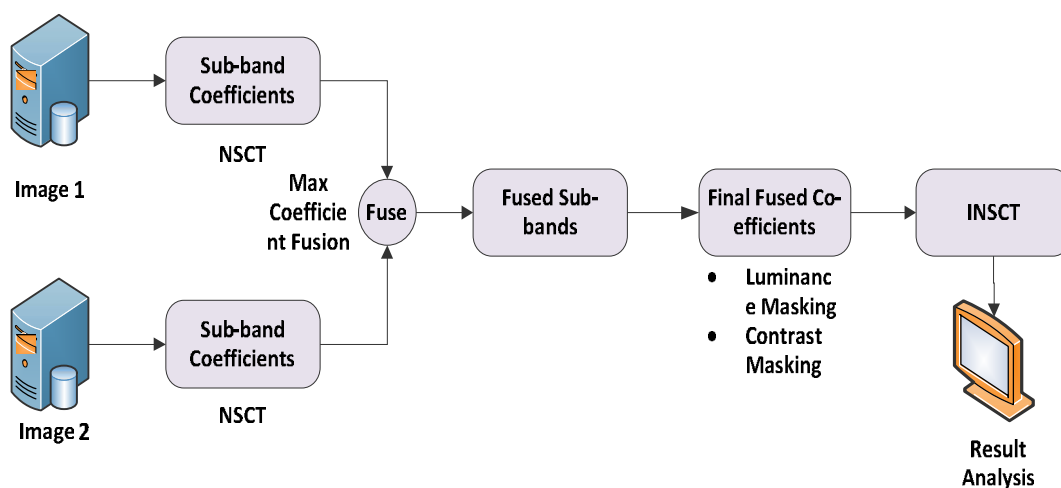 Image 1
Sub-band
Coefficients
NSCT
Max
Coefficie
nt Fusion
Fuse
Image 2
Sub-band
Coefficients
NSCT
Fused Sub-
bands
Final Fused Co-
efficients
• Luminanc
e Masking
• Contrast
Masking
INSCT
Result
Analysis